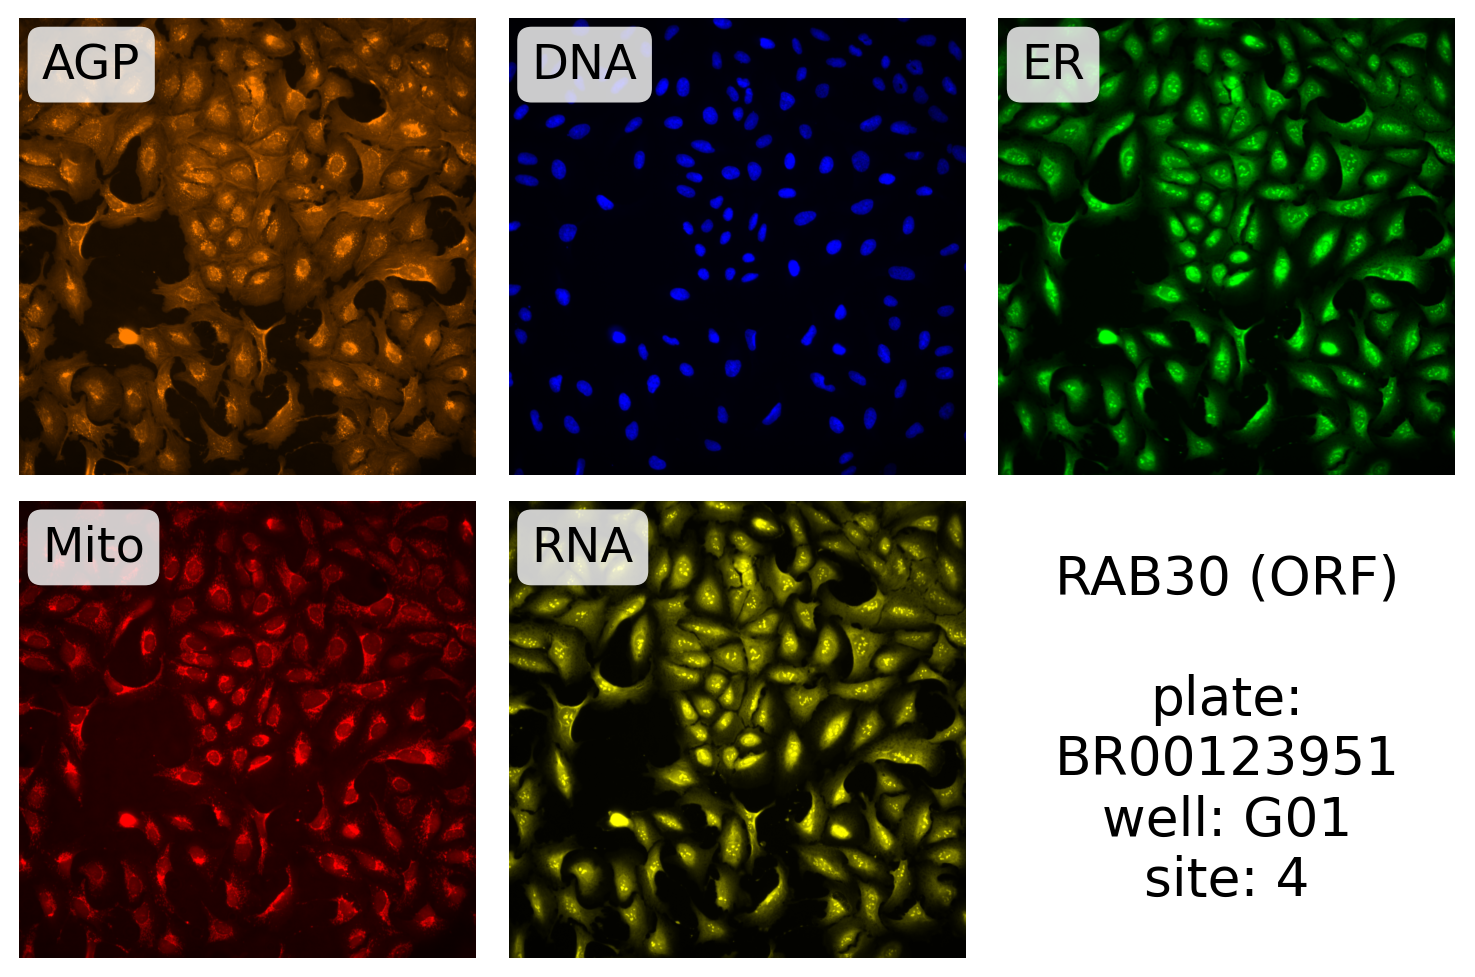 AGP
DNA
ER
Mito
RNA
RAB30 (ORF)
plate:
BR00123951
well: G01
site: 4